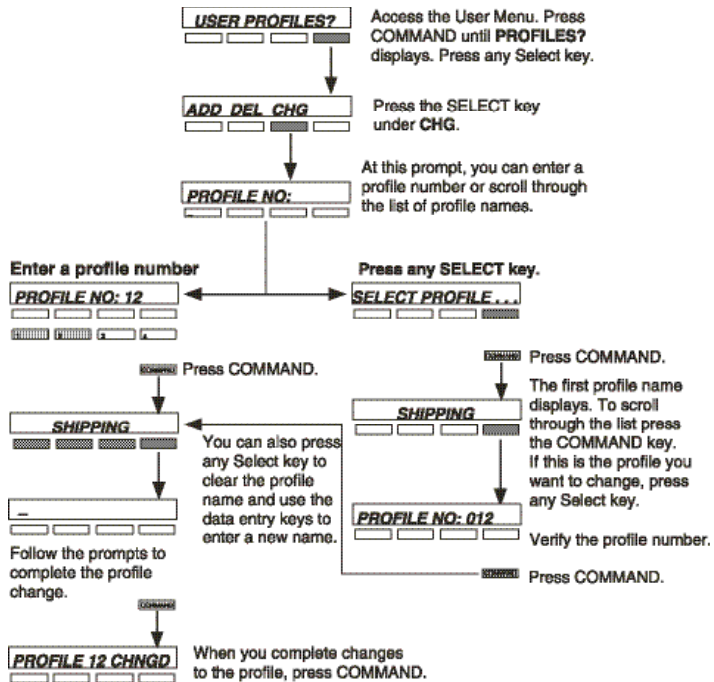 USER PROFILES?
Access the User Menu. Press
COMMAND until PROFILES?
displays. Press any Select key.
ADD DEL CHG
Press the SELECT key
under CHG.
PROFILE NO:
At this prompt, you can enter a
profile number or scroll through
the list of profile names.
Enter a profile number
PROFILE NO: 12
Press any SELECT key.
SELECT PROFILE . . .
COMMAND Press COMMAND.
SHIPPING
You can also press
any Select key to
clear the profile
name and use the
data entry keys to
enter a new name.
_
Follow the prompts to
complete the profile
change.
COMMAND Press COMMAND.
The first profile name
displays. To scroll
through the list press
the COMMAND key.
If this is the profile you
want to change, press
any Select key.
SHIPPING
PROFILE NO: 012
Verify the profile number.
COMMAND Press COMMAND.
COMMAND
PROFILE 12 CHNGD
When you complete changes
to the profile, press COMMAND.